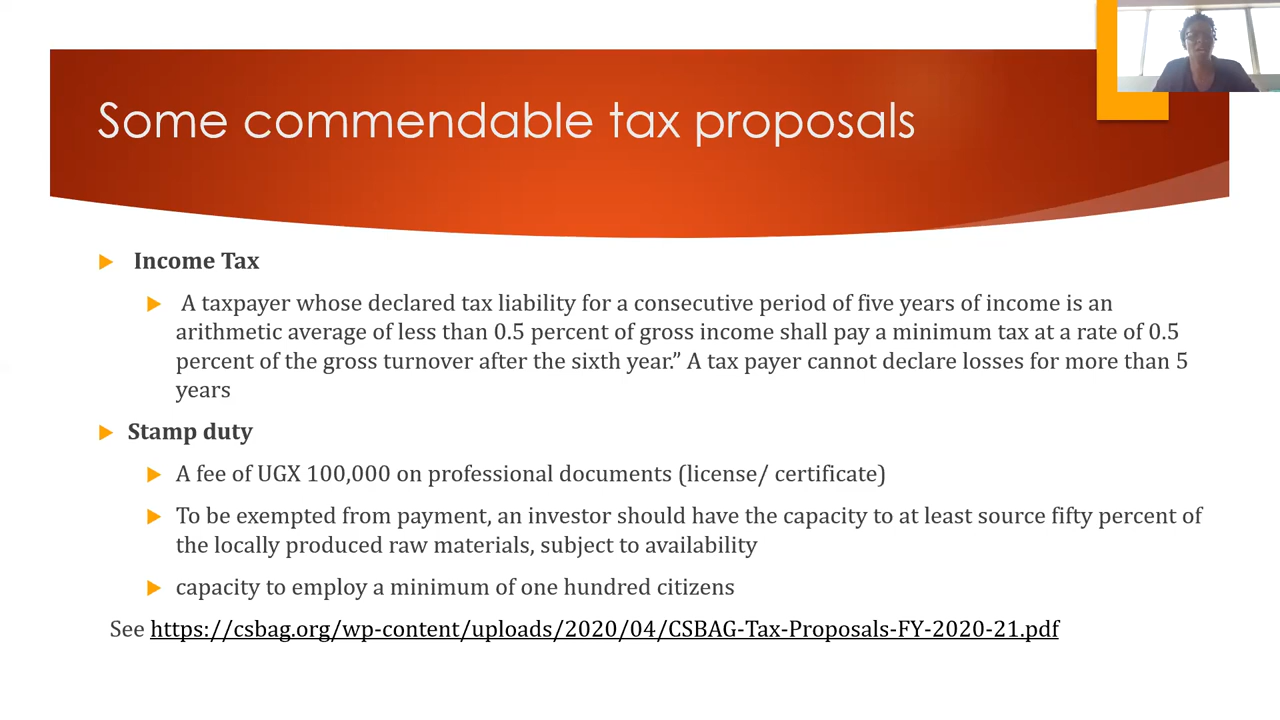 Some commendable tax proposals
Income Tax
A taxpayer whose declared tax liability for a consecutive period of five years of income is an
arithmetic average of less than 0.5 percent of gross income shall pay a minimum tax at a rate of 0.5
percent of the gross turnover after the sixth year.” A tax payer cannot declare losses for more than 5
years
Stamp duty
A fee of UGX 100,000 on professional documents (license/ certificate)
To be exempted from payment, an investor should have the capacity to at least source fifty percent of
the locally produced raw materials, subject to availability
capacity to employ a minimum of one hundred citizens
See https://csbag.org/wp-content/uploads/2020/04/CSBAG-Tax-Proposals-FY-2020-21.pdf